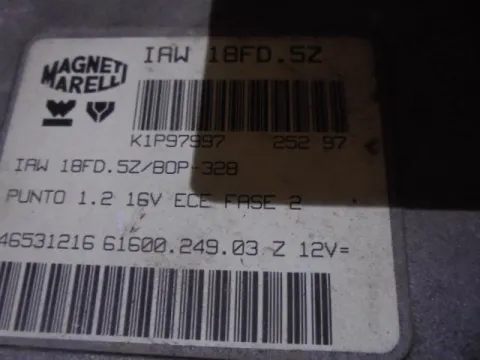 IAW 18FD.5Z
MAGNETI
MARELLI
K1P97997 252 97
IAW 18FD.5Z/BOP-328
PUNTO 1.2 16V ECE FASE 2
46531216 61600.249.03 Z 12V=